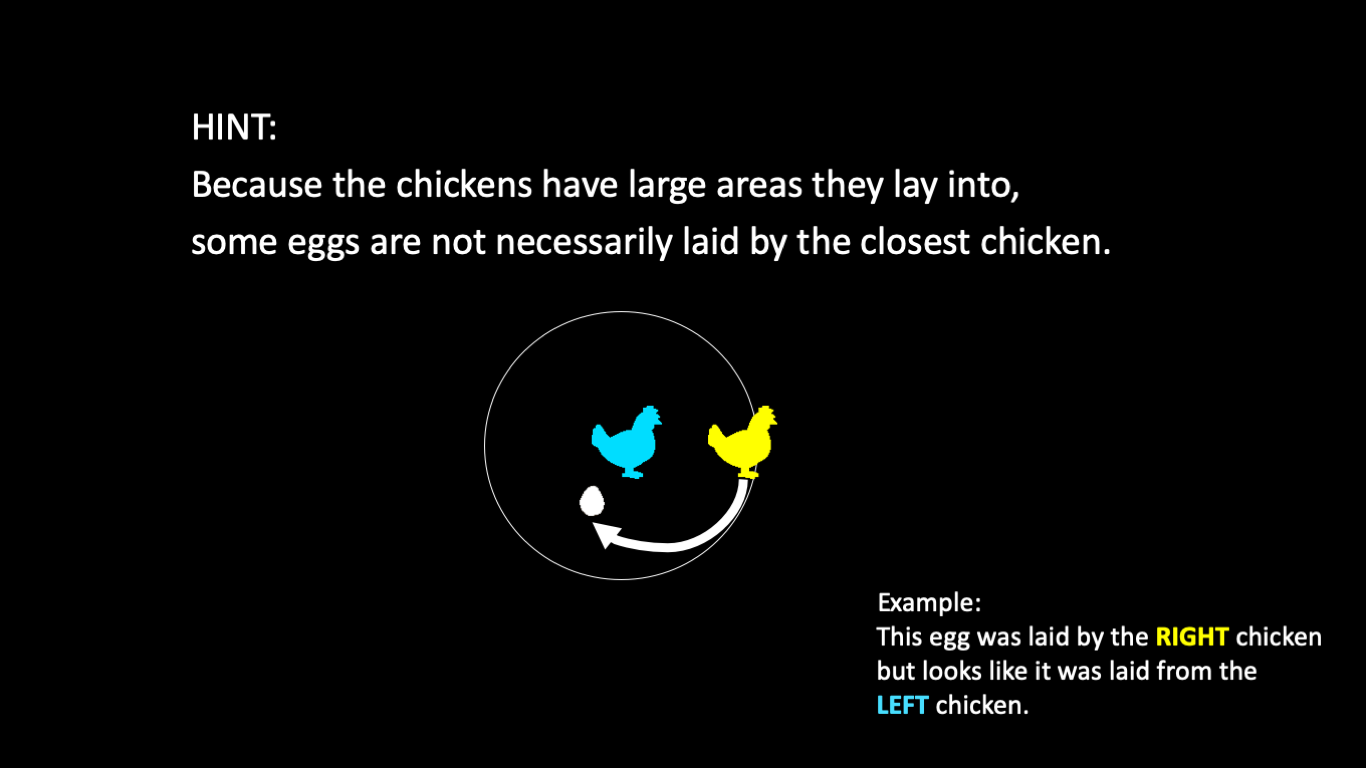 HINT:
Because the chickens have large areas they lay into,
some eggs are not necessarily laid by the closest chicken.
Example:
This egg was laid by the RIGHT chicken
but looks like it was laid from the
LEFT chicken.